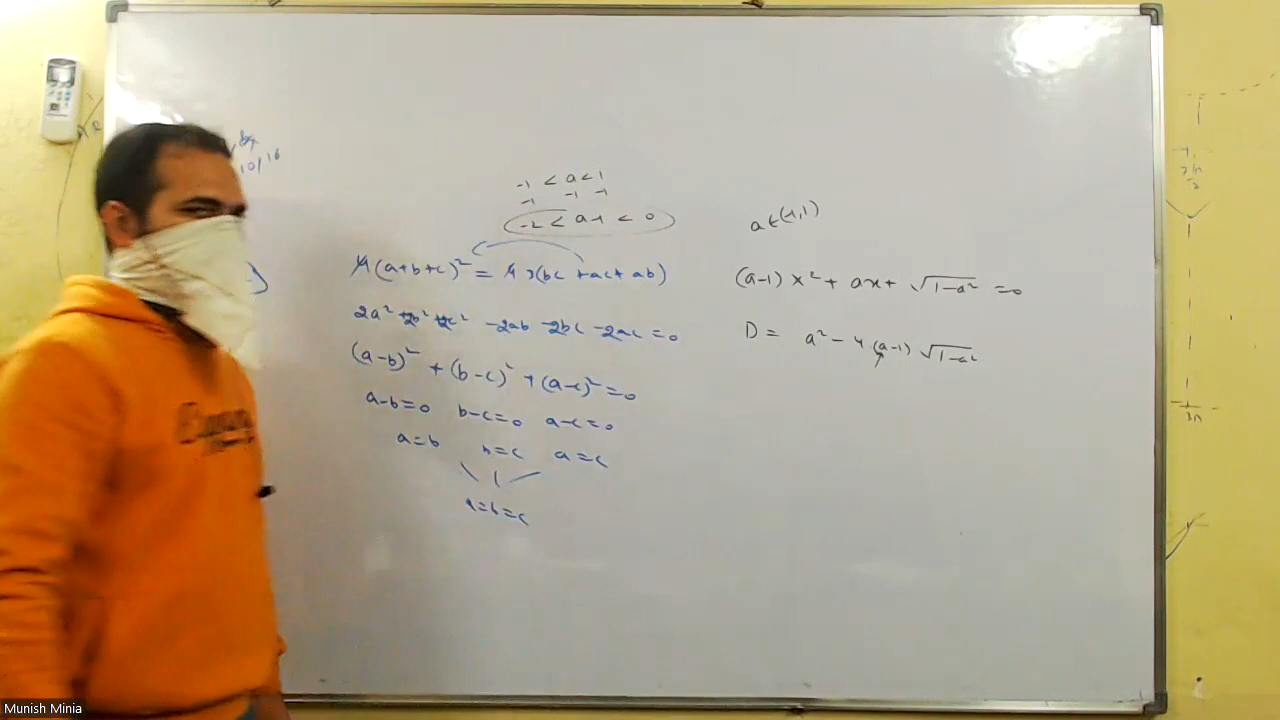 -1 < a < 1
-1 -1 -1
-2 < a-1 < 0
4(a+b+c)² = 4 3(bc + ac + ab)
2a² + 2b² + 2c² - 2ab - 2bc - 2ac = 0
(a-b)² + (b-c)² + (a-c)² = 0
a-b=0 b-c=0 a-c=0
a=b b=c a=c
a=b=c
a ∈ (-1,1)
(a-1) x² + ax + √1-a² = 0
D = a² - 4 (a-1) √1-a²
10/16
3π
Munish Minia